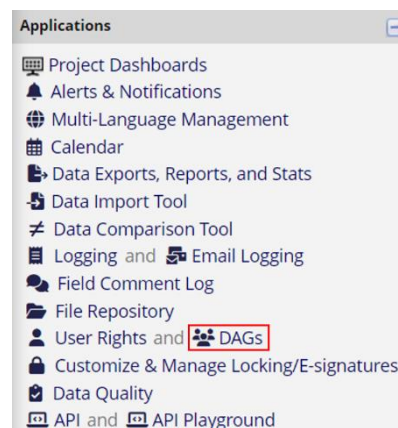 Applications
Project Dashboards
Alerts & Notifications
Multi-Language Management
Calendar
Data Exports, Reports, and Stats
Data Import Tool
Data Comparison Tool
Logging and Email Logging
Field Comment Log
File Repository
User Rights and DAGs
Customize & Manage Locking/E-signatures
Data Quality
API and API Playground